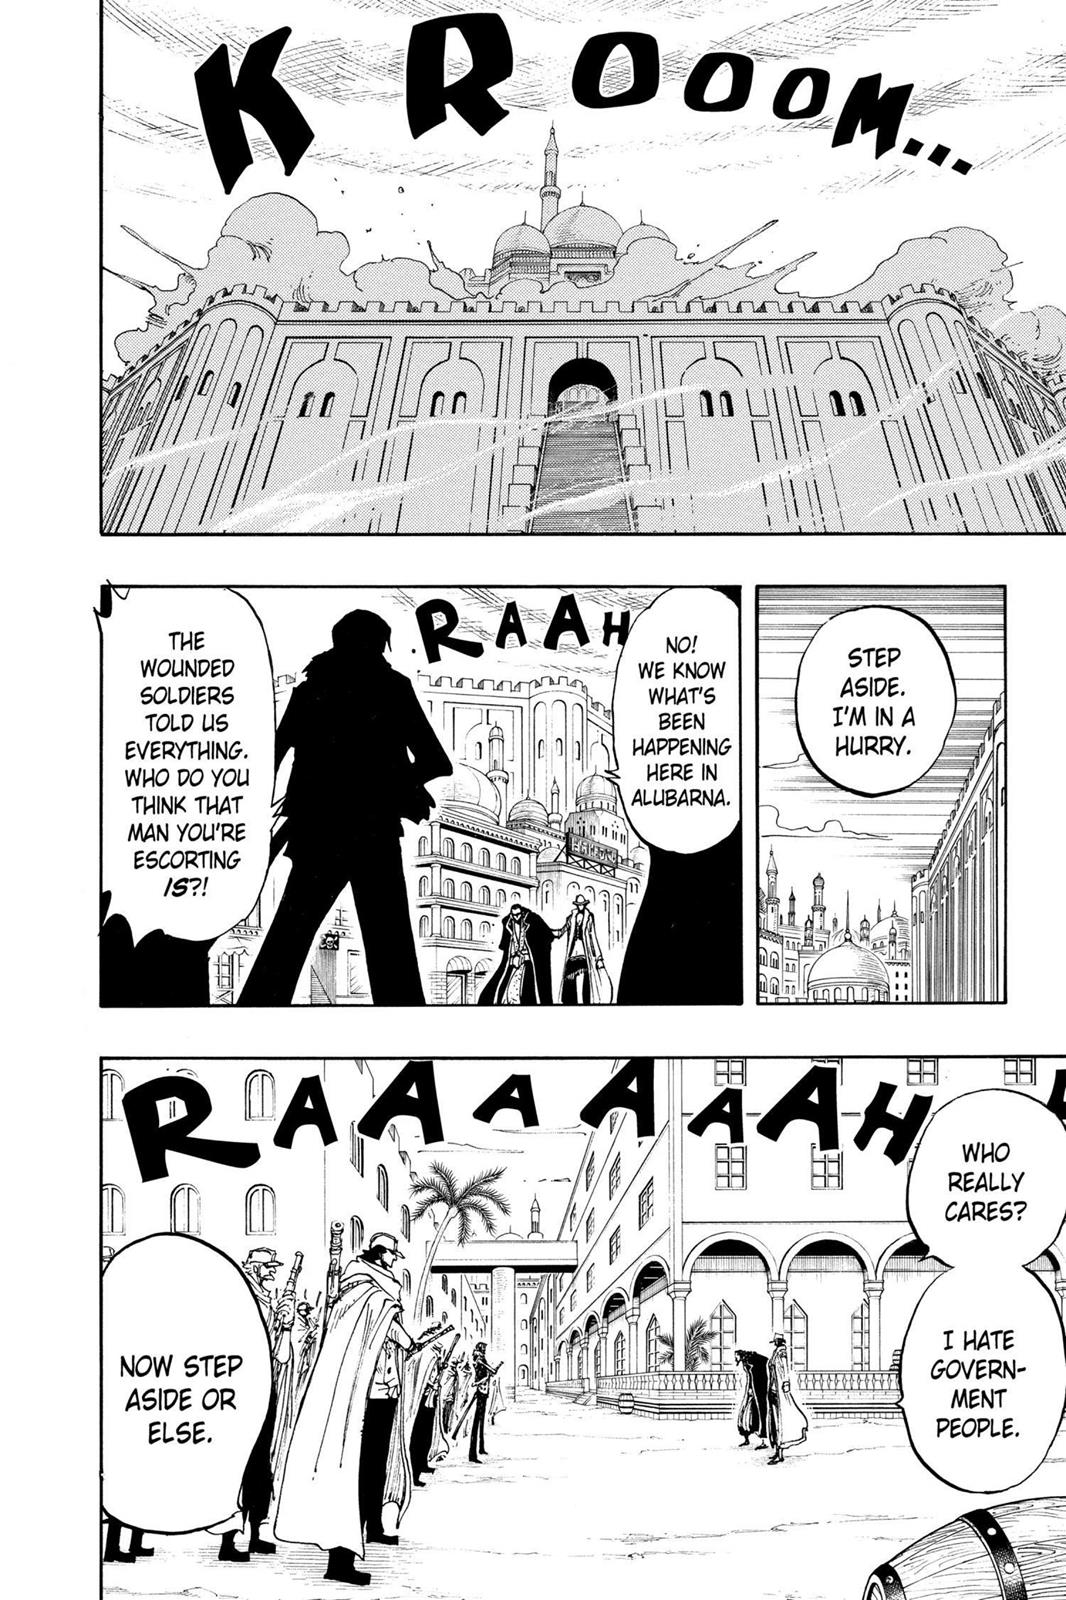 KROOOM...
STEP
ASIDE.
I'M IN A
HURRY.
RAAH
NO!
WE KNOW
WHAT'S
BEEN
HAPPENING
HERE IN
ALUBARNA.
THE
WOUNDED
SOLDIERS
TOLD US
EVERYTHING.
WHO DO YOU
THINK THAT
MAN YOU'RE
ESCORTING
IS?!
RAAAAAAAH
WHO
REALLY
CARES?
I HATE
GOVERN-
MENT
PEOPLE.
NOW STEP
ASIDE OR
ELSE.